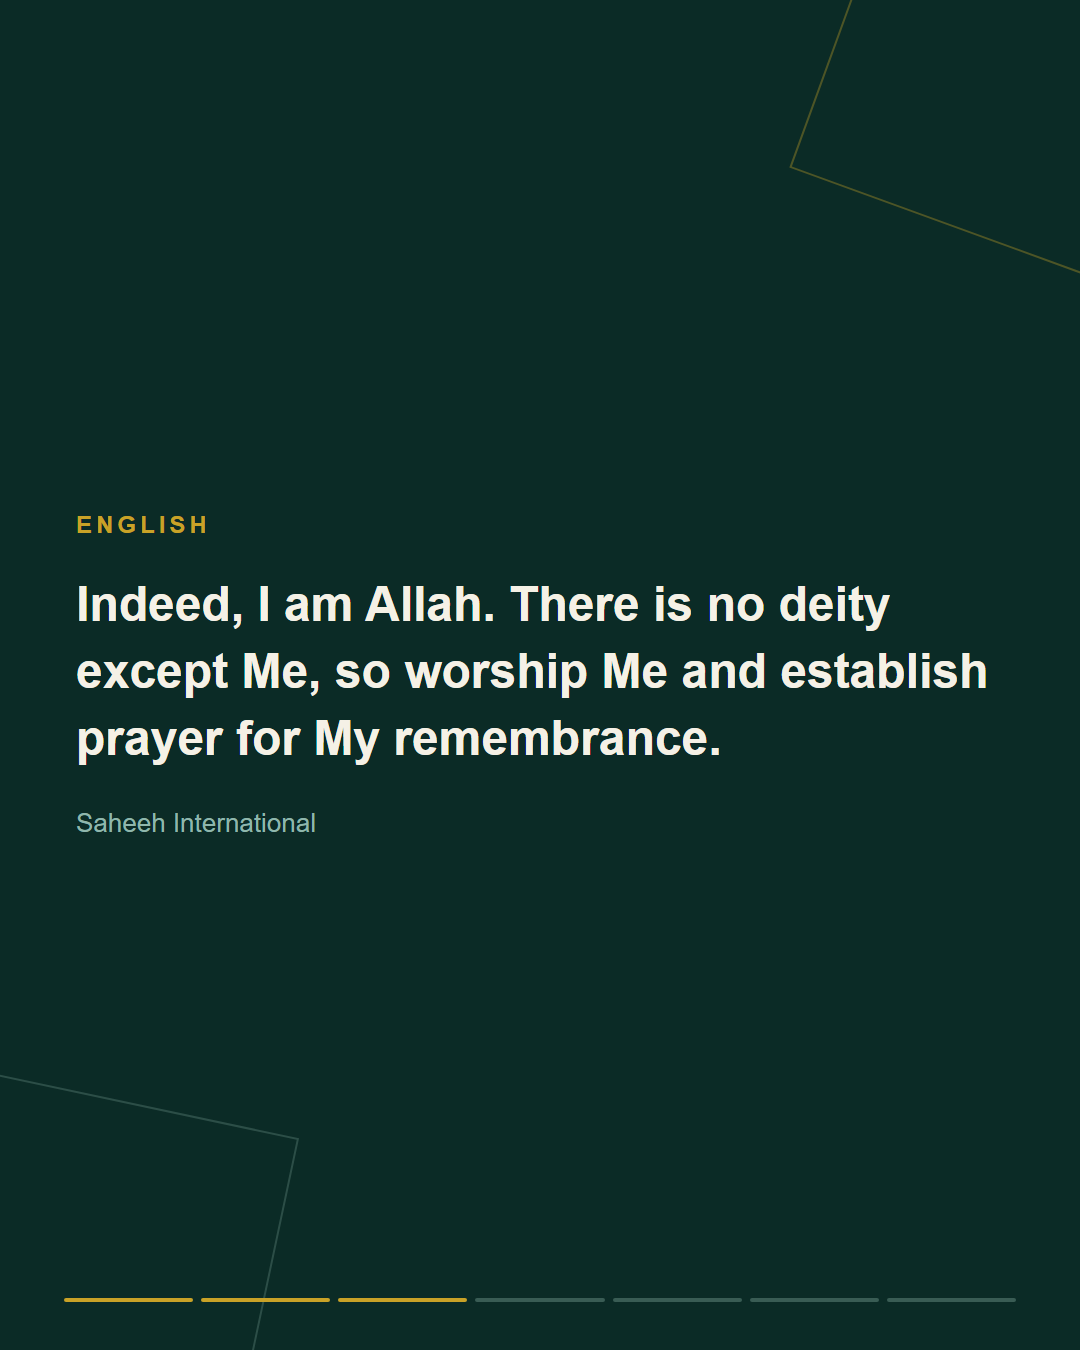 ENGLISH
Indeed, I am Allah. There is no deity
except Me, so worship Me and establish
prayer for My remembrance.
Saheeh International